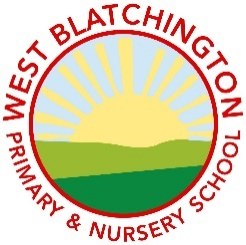 WEST BLATCHINGTON
PRIMARY & NURSERY SCHOOL